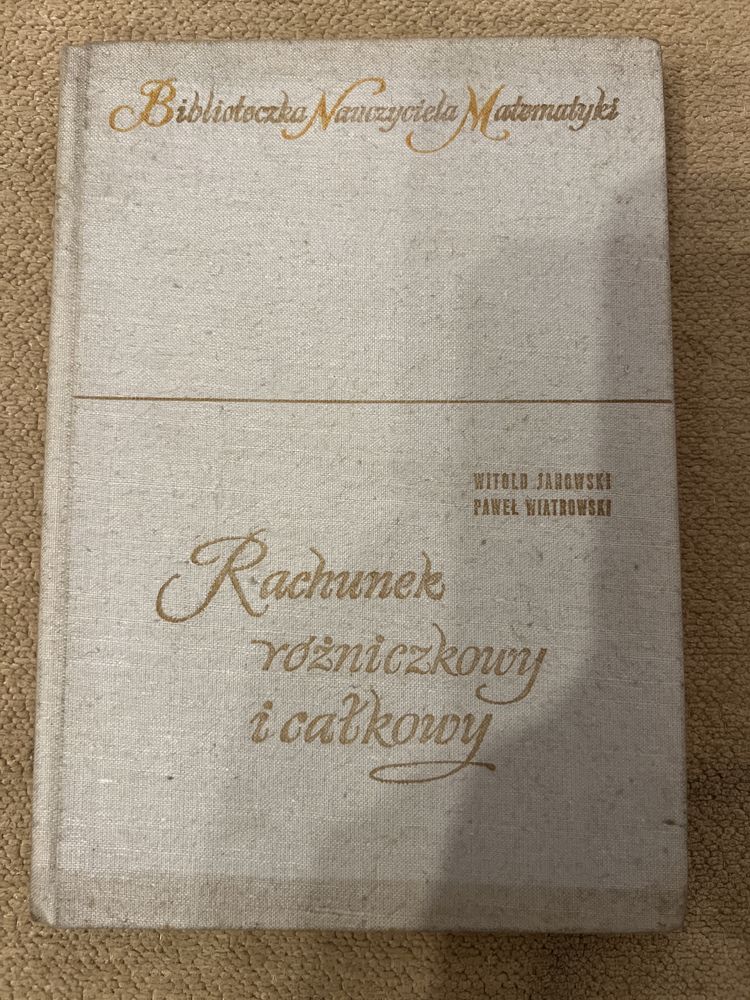 Biblioteczka Nauczyciela Matematyki
WITOLD JANOWSKI
PAWEŁ WIATROWSKI
Rachunek
różniczkowy
i całkowy